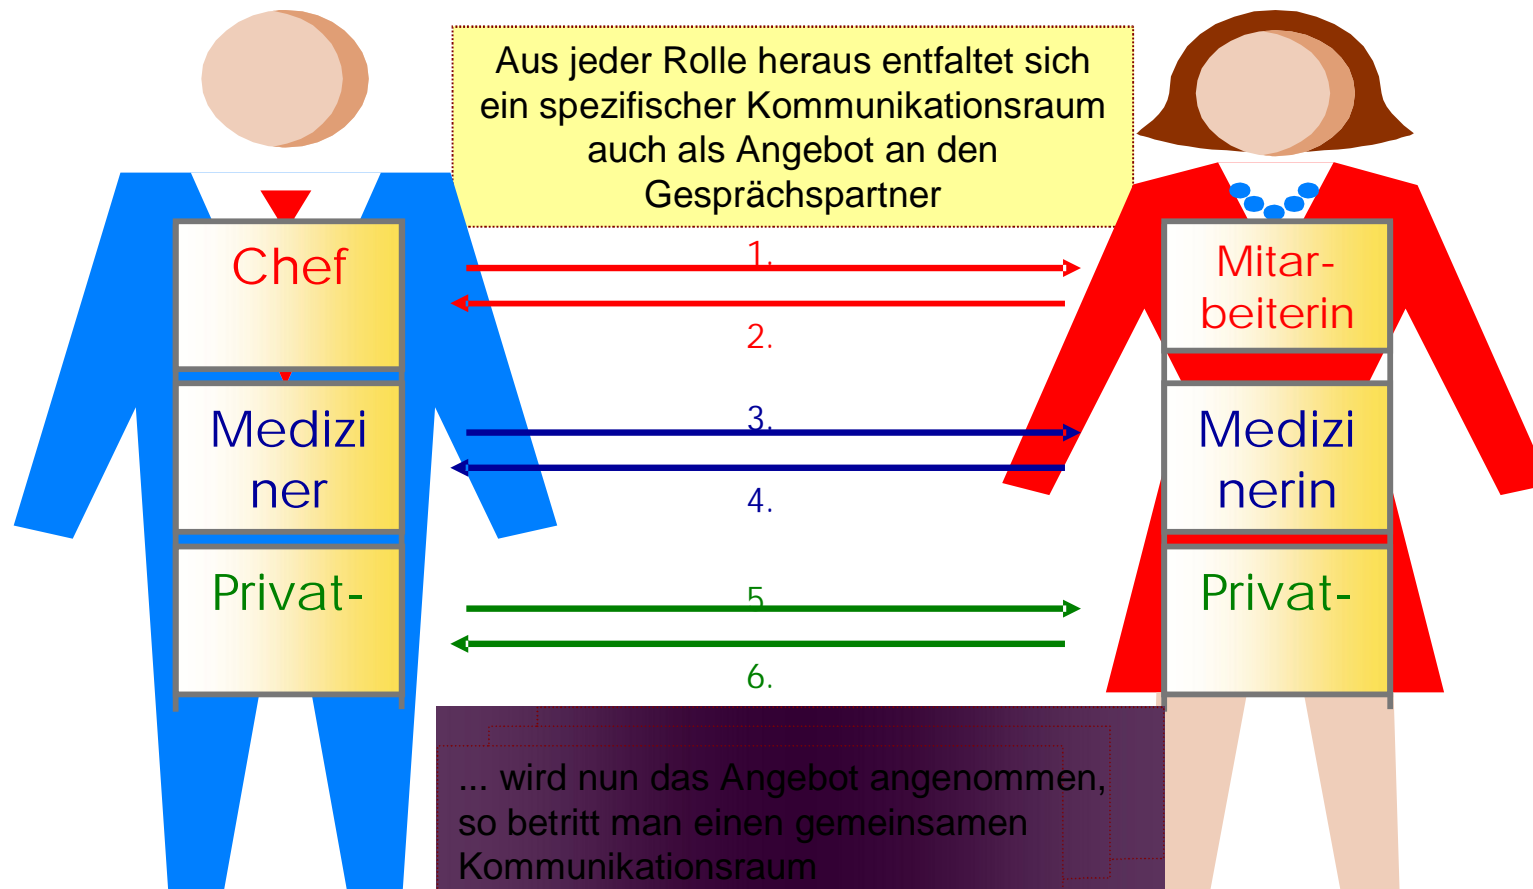 Aus jeder Rolle heraus entfaltet sich
ein spezifischer Kommunikationsraum
auch als Angebot an den
Gesprächspartner
Chef
1.
2.
Mitar-
beiterin
Medizi
ner
3.
4.
Medizi
nerin
Privat-
5.
6.
Privat-
... wird nun das Angebot angenommen,
so betritt man einen gemeinsamen
Kommunikationsraum